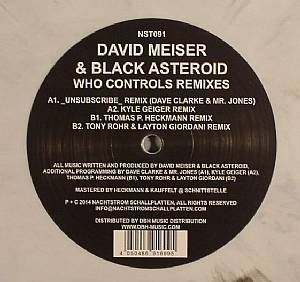 NST091
DAVID MEISER
& BLACK ASTEROID
WHO CONTROLS REMIXES
A1. _UNSUBSCRIBE_ REMIX (DAVE CLARKE & MR. JONES)
A2. KYLE GEIGER REMIX
B1. THOMAS P. HECKMANN REMIX
B2. TONY ROHR & LAYTON GIORDANI REMIX
ALL MUSIC WRITTEN AND PRODUCED BY DAVID MEISER & BLACK ASTEROID,
ADDITIONAL PROGRAMMING BY DAVE CLARKE & MR. JONES (A1), KYLE GEIGER (A2),
THOMAS P. HECKMANN (B1), TONY ROHR & LAYTON GIORDANI (B2)
MASTERED BY HECKMANN & KAUFFELT @ SCHNITTSTELLE
P + C 2014 NACHTSTROM SCHALLPLATTEN, CONTACT:
INFO@NACHTSTROMSCHALLPLATTEN.COM
DISTRIBUTED BY DBH MUSIC DISTRIBUTION
WWW.DBH-MUSIC.COM